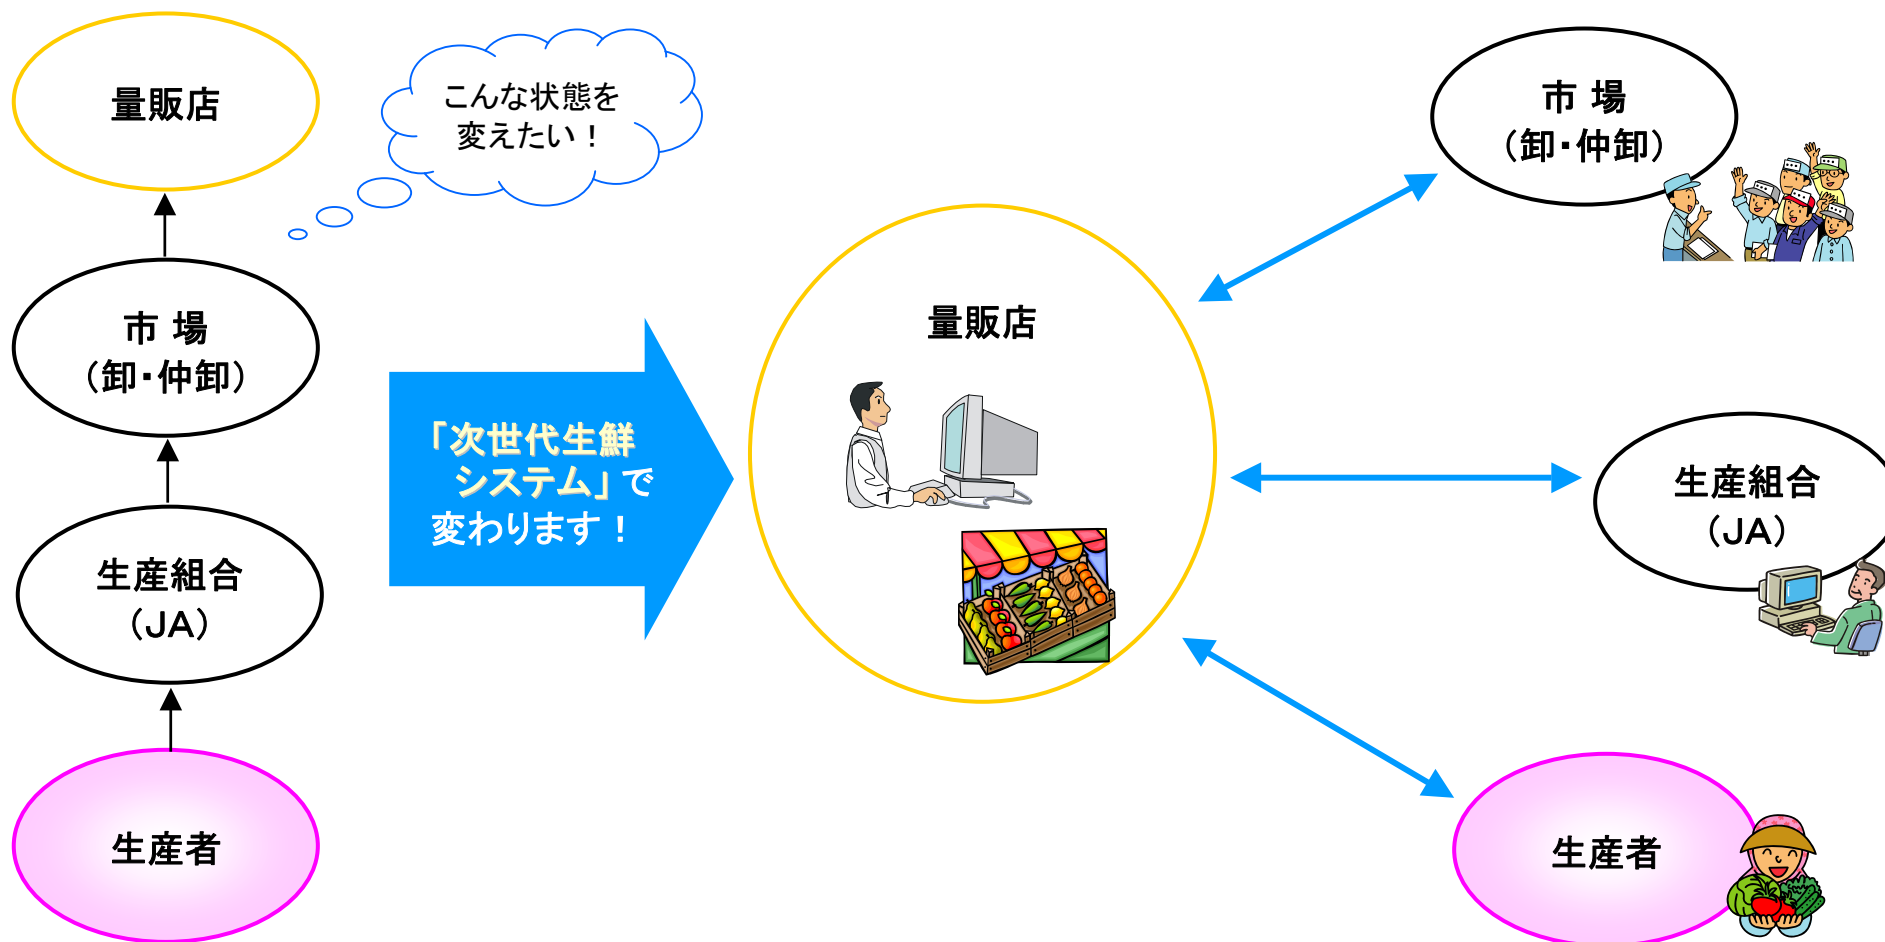 量販店
こんな状態を
変えたい！
市 場
（卸・仲卸）
生産組合
（JA）
生産者
「次世代生鮮
システム」で
変わります！
量販店
市 場
（卸・仲卸）
生産組合
（JA）
生産者